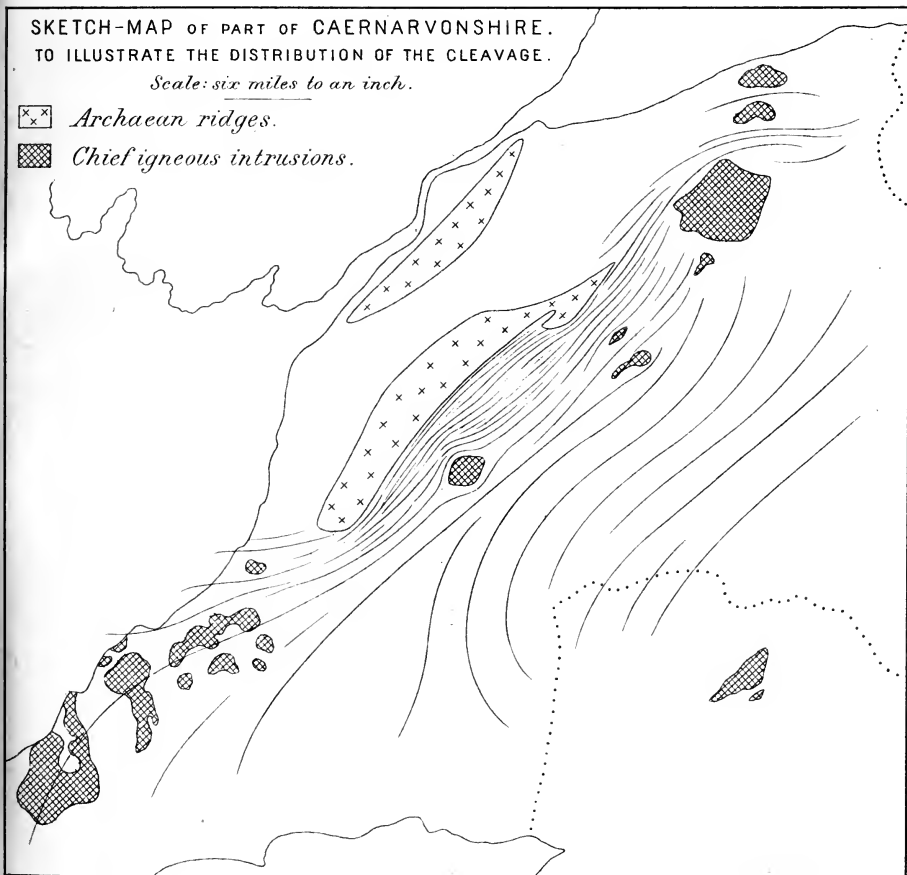 SKETCH-MAP OF PART OF CAERNARVONSHIRE.
TO ILLUSTRATE THE DISTRIBUTION OF THE CLEAVAGE.
Scale: six miles to an inch.
Archaean ridges.
Chief igneous intrusions.